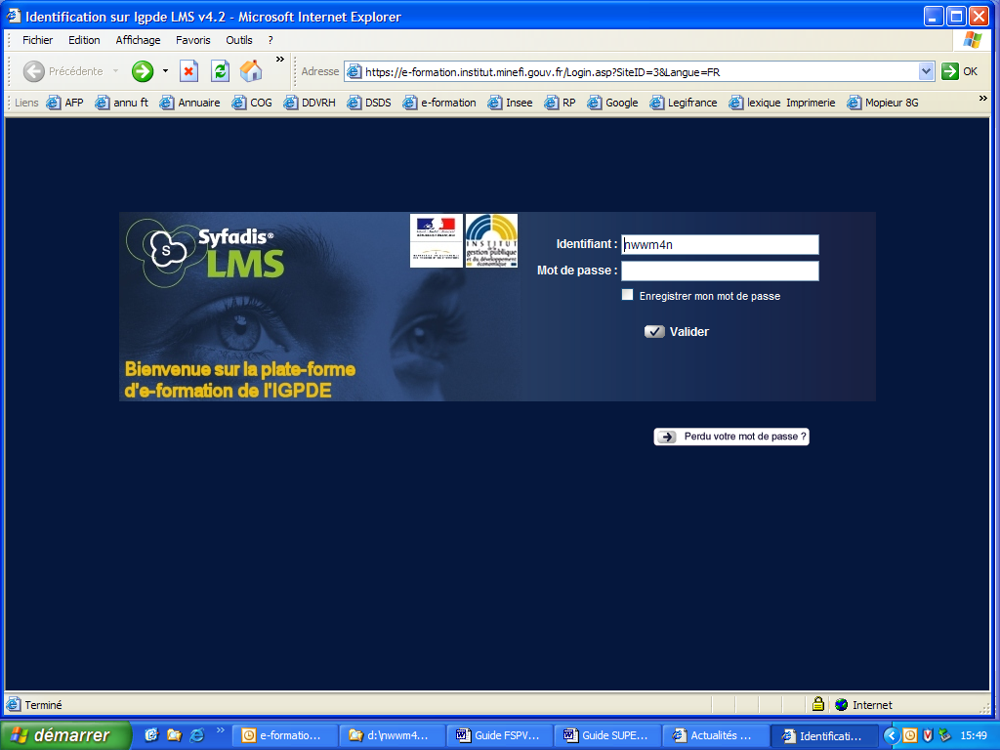 Identification sur Igpde LMS v4.2 - Microsoft Internet Explorer
Fichier Edition Affichage Favoris Outils ?
Précédente » Adresse https://e-formation.institut.minefi.gouv.fr/Login.asp?SiteID=3&Langue=FR OK
Liens AFP annu ft Annuaire COG DDVRH DSDS e-formation Insee RP Google Legifrance lexique Imprimerie Mopieur 8G »
S Syfadis®
LMS
INSTITUT
gestion publique
et du développement
économique
Identifiant : nwwm4n
Mot de passe :
Enregistrer mon mot de passe
Valider
Bienvenue sur la plate-forme
d'e-formation de l'IGPDE
Perdu votre mot de passe ?
Terminé Internet
démarrer » e-formatio... d:\nwwm4... Guide FSPV... Guide SUPE... Actualités ... Identificati... 15:49